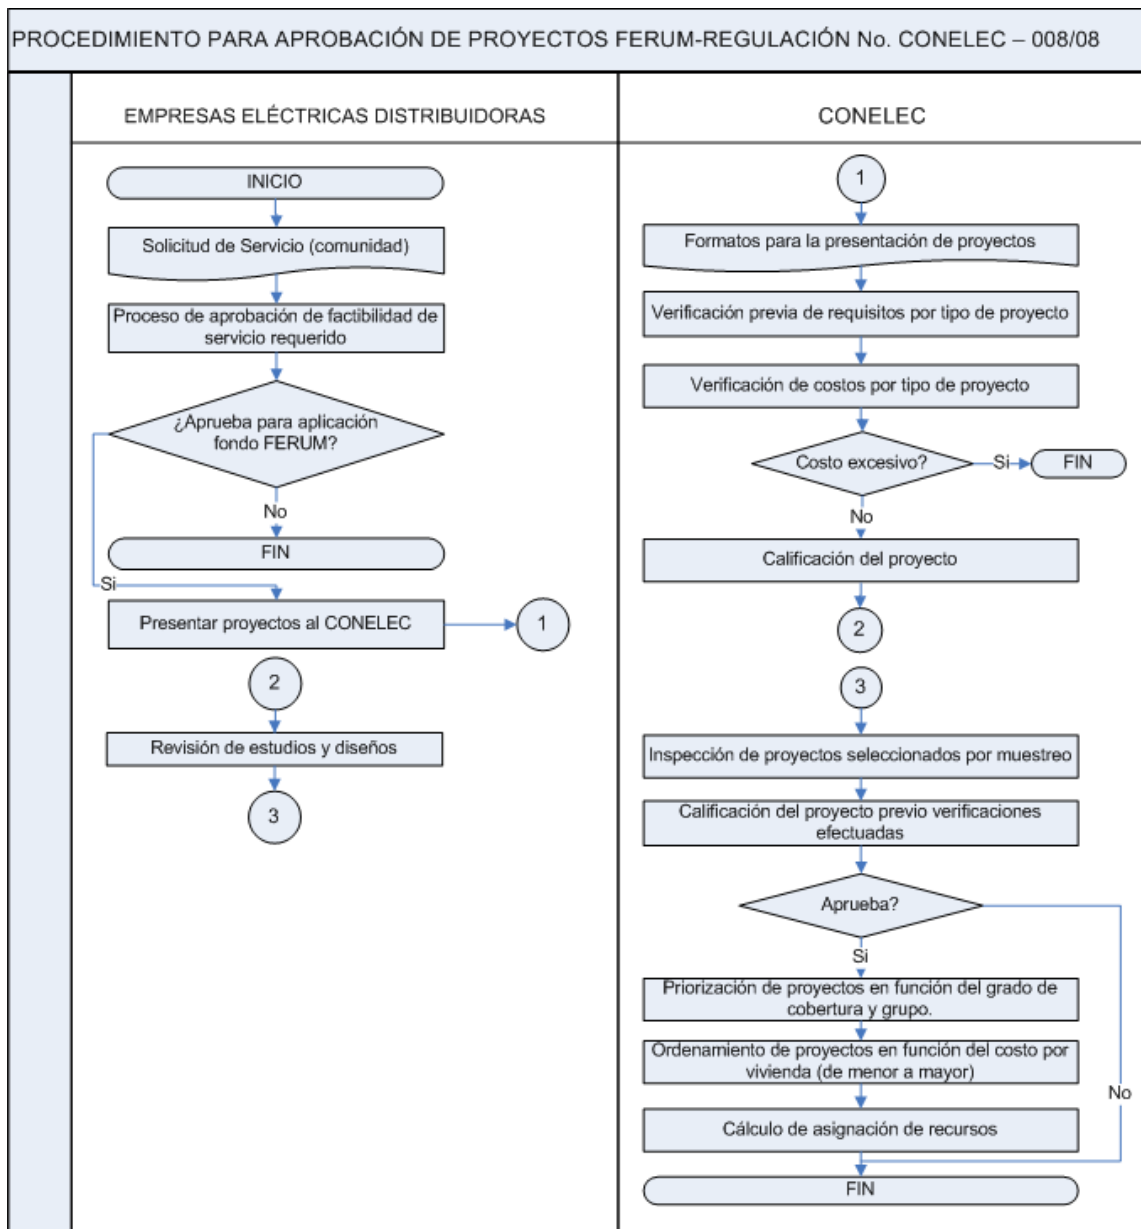 PROCEDIMIENTO PARA APROBACIÓN DE PROYECTOS FERUM-REGULACIÓN No. CONELEC – 008/08
EMPRESAS ELÉCTRICAS DISTRIBUIDORAS
INICIO
Solicitud de Servicio (comunidad)
Proceso de aprobación de factibilidad de
servicio requerido
¿Aprueba para aplicación
fondo FERUM?
No
FIN
Si
Presentar proyectos al CONELEC
1
2
Revisión de estudios y diseños
3
CONELEC
1
Formatos para la presentación de proyectos
Verificación previa de requisitos por tipo de proyecto
Verificación de costos por tipo de proyecto
Costo excesivo?
Si
FIN
No
Calificación del proyecto
2
3
Inspección de proyectos seleccionados por muestreo
Calificación del proyecto previo verificaciones
efectuadas
Aprueba?
Si
Priorización de proyectos en función del grado de
cobertura y grupo.
Ordenamiento de proyectos en función del costo por
vivienda (de menor a mayor)
No
Cálculo de asignación de recursos
FIN